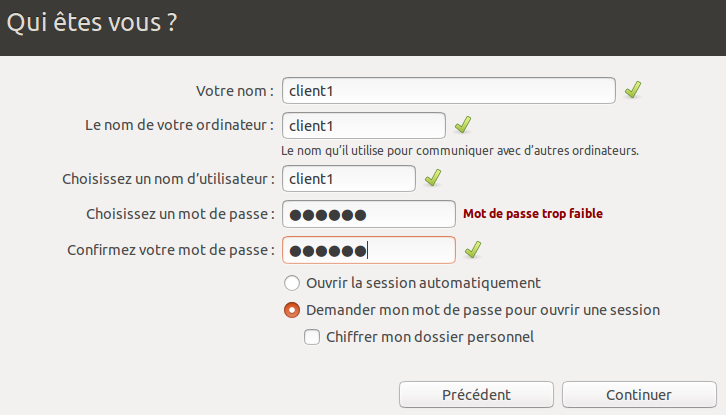 Qui êtes vous ?
Votre nom : client1
Le nom de votre ordinateur : client1
Le nom qu'il utilise pour communiquer avec d'autres ordinateurs.
Choisissez un nom d'utilisateur : client1
Choisissez un mot de passe : ●●●●●● Mot de passe trop faible
Confirmez votre mot de passe : ●●●●●●
Ouvrir la session automatiquement
Demander mon mot de passe pour ouvrir une session
Chiffrer mon dossier personnel
Précédent Continuer